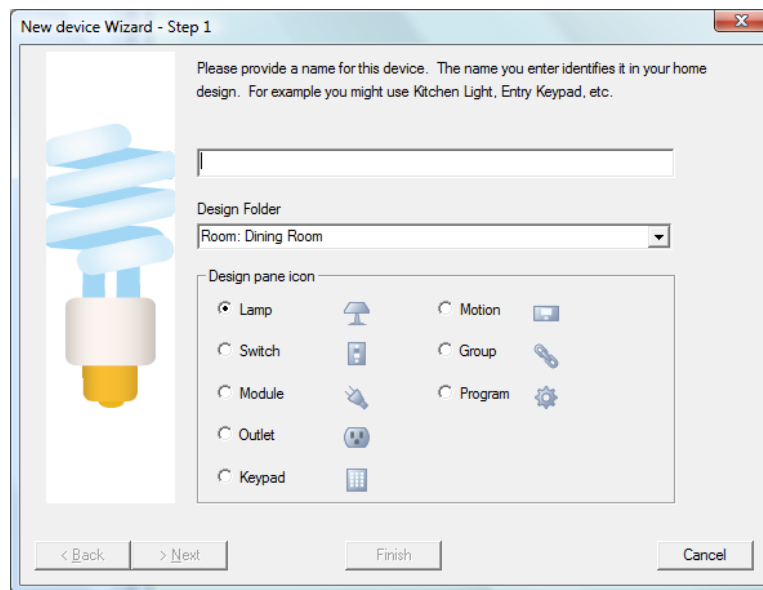 New device Wizard - Step 1
Please provide a name for this device. The name you enter identifies it in your home
design. For example you might use Kitchen Light, Entry Keypad, etc.
Design Folder
Room: Dining Room
Design pane icon
Lamp
Motion
Switch
Group
Module
Program
Outlet
Keypad
< Back
> Next
Finish
Cancel